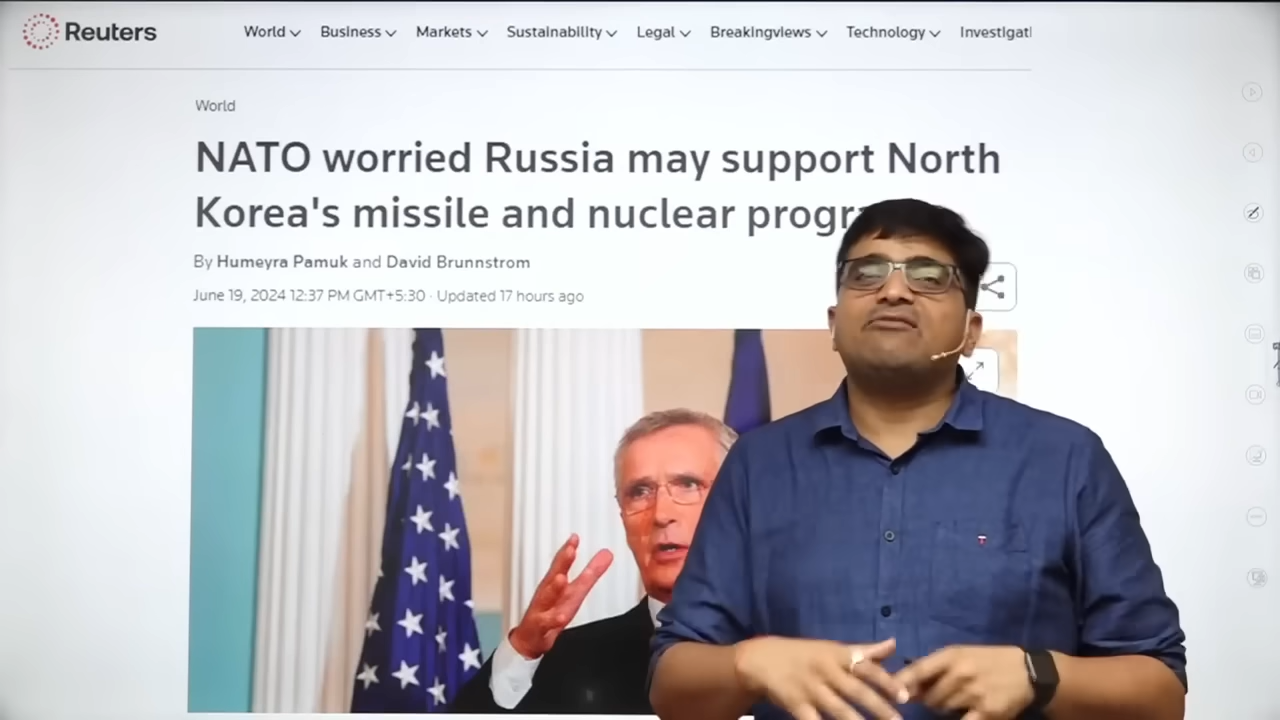 Reuters
World Business Markets Sustainability Legal Breakingviews Technology Investigati
World
NATO worried Russia may support North
Korea's missile and nuclear progr
By Humeyra Pamuk and David Brunnstrom
June 19, 2024 12:37 PM GMT+5:30 · Updated 17 hours ago